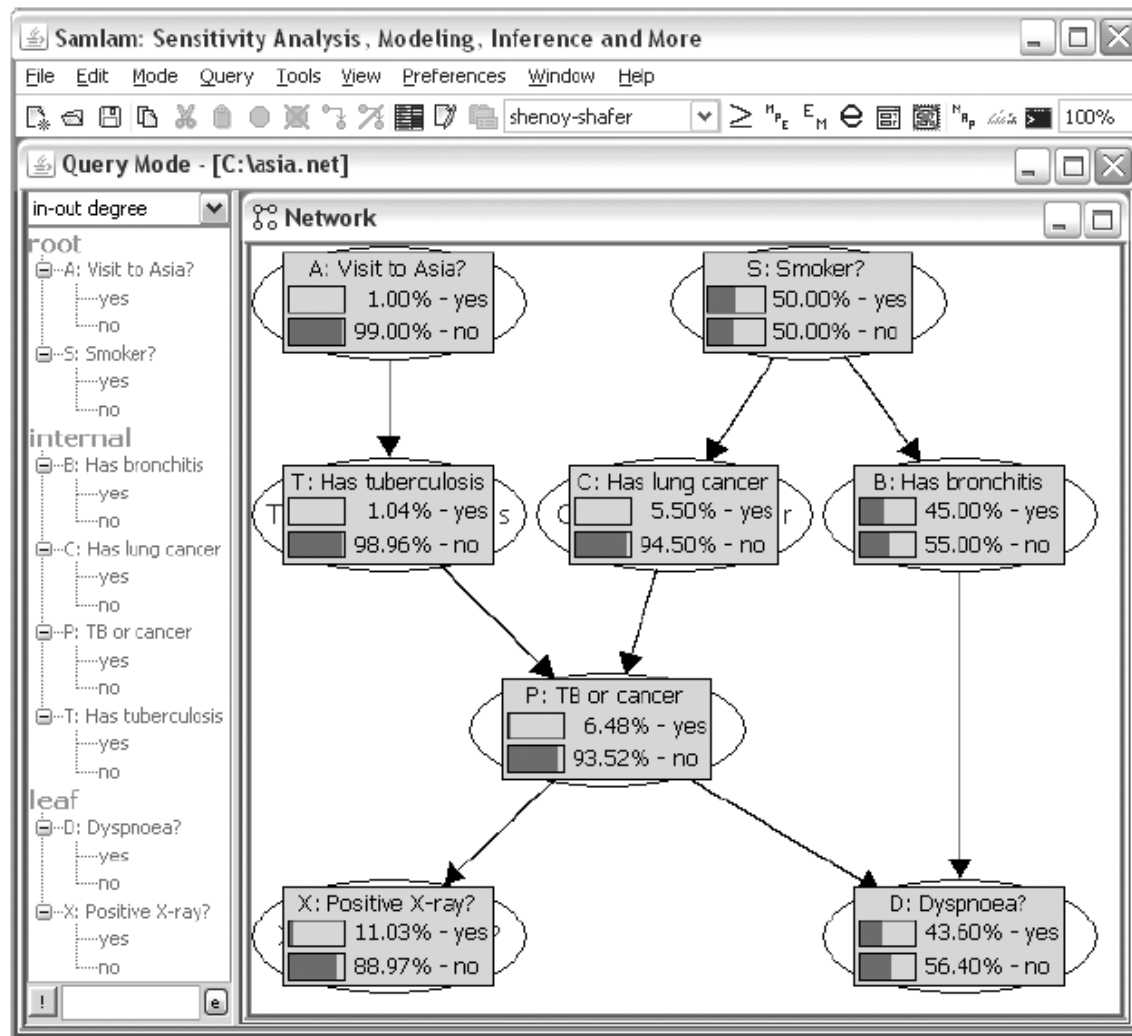 Samlam: Sensitivity Analysis, Modeling, Inference and More
File Edit Mode Query Tools View Preferences Window Help
shenoy-shafer
MPE EM e MAP 100%
Query Mode - [C:\asia.net]
in-out degree
root
A: Visit to Asia?
yes
no
S: Smoker?
yes
no
internal
B: Has bronchitis
yes
no
C: Has lung cancer
yes
no
P: TB or cancer
yes
no
T: Has tuberculosis
yes
no
leaf
D: Dyspnoea?
yes
no
X: Positive X-ray?
yes
no
! e
Network
A: Visit to Asia?
1.00% - yes
99.00% - no
S: Smoker?
50.00% - yes
50.00% - no
T: Has tuberculosis
1.04% - yes
98.96% - no
C: Has lung cancer
5.50% - yes
94.50% - no
B: Has bronchitis
45.00% - yes
55.00% - no
P: TB or cancer
6.48% - yes
93.52% - no
X: Positive X-ray?
11.03% - yes
88.97% - no
D: Dyspnoea?
43.60% - yes
56.40% - no